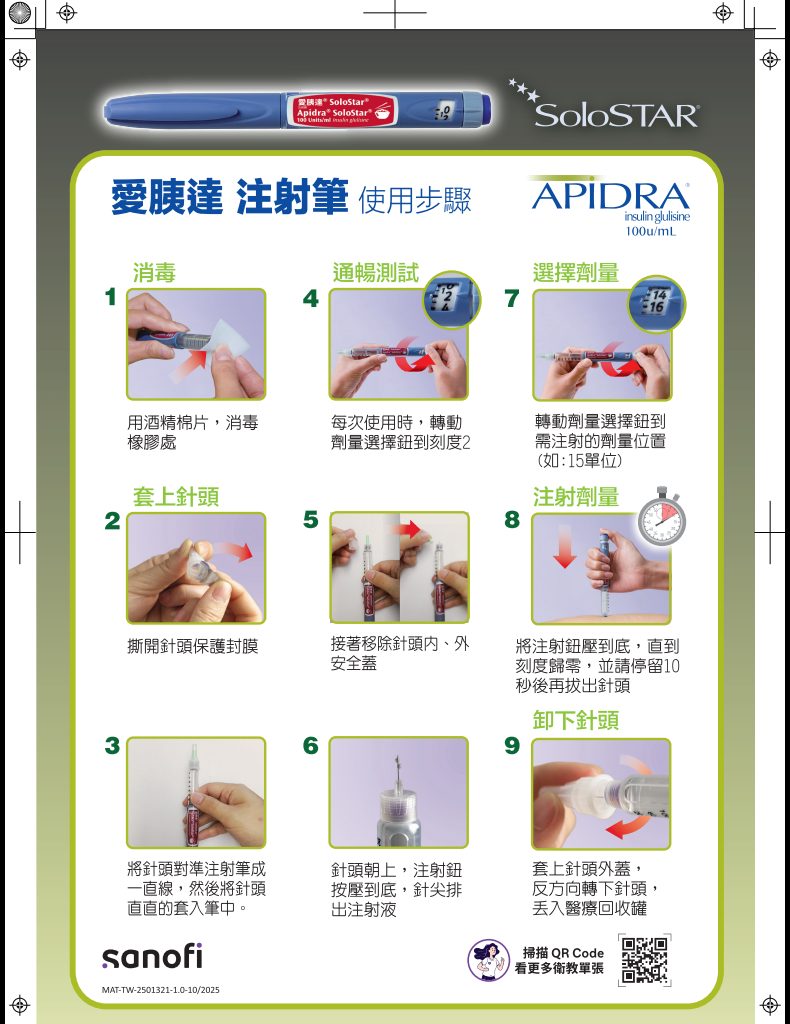 愛胰達® SoloStar®
Apidra® SoloStar®
100 Units/ml insulin glulisine
SoloSTAR®
愛胰達 注射筆 使用步驟
APIDRA®
insulin glulisine
100u/mL
消毒
1
用酒精棉片，消毒
橡膠處
套上針頭
2
撕開針頭保護封膜
3
將針頭對準注射筆成
一直線，然後將針頭
直直的套入筆中。
通暢測試
4
2
每次使用時，轉動
劑量選擇鈕到刻度2
5
接著移除針頭內、外
安全蓋
6
針頭朝上，注射鈕
按壓到底，針尖排
出注射液
選擇劑量
7
14
16
轉動劑量選擇鈕到
需注射的劑量位置
(如:15單位)
注射劑量
8
將注射鈕壓到底，直到
刻度歸零，並請停留10
秒後再拔出針頭
卸下針頭
9
套上針頭外蓋，
反方向轉下針頭，
丟入醫療回收罐
sanofi
掃描 QR Code
看更多衛教單張
MAT-TW-2501321-1.0-10/2025